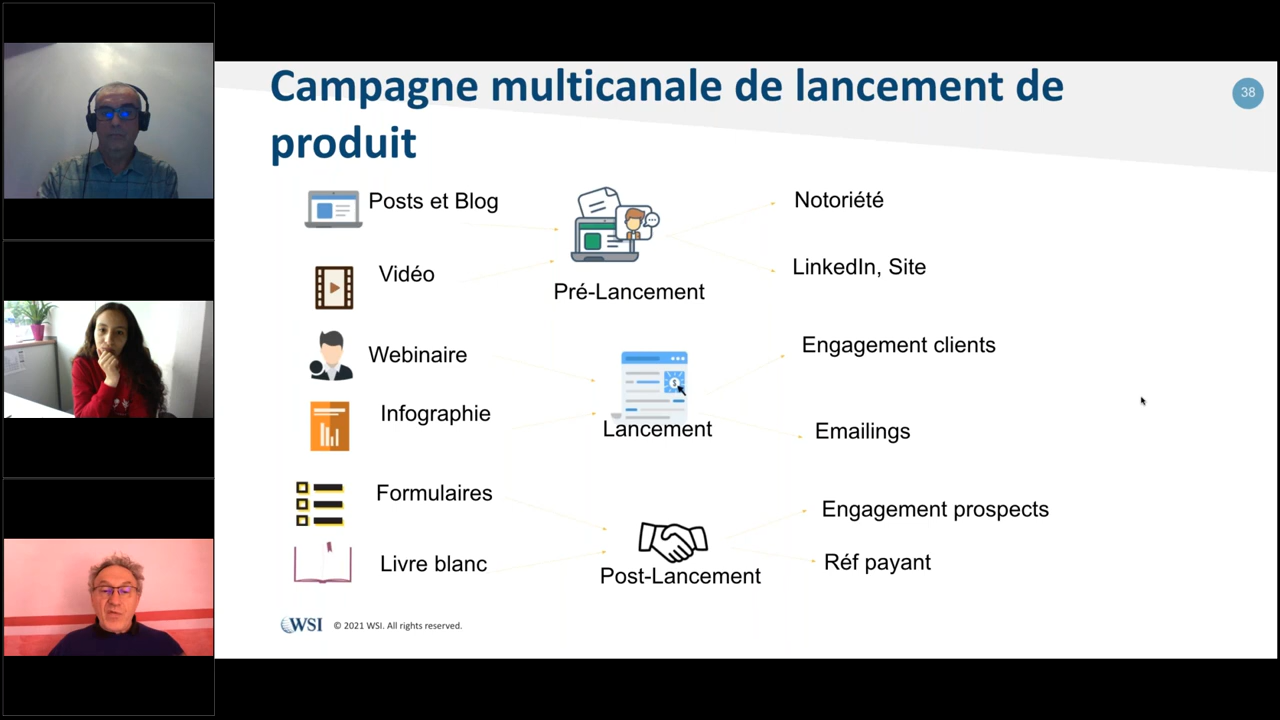 Campagne multicanale de lancement de
produit
38
Posts et Blog
Notoriété
Vidéo
LinkedIn, Site
Pré-Lancement
Webinaire
Engagement clients
Infographie
Lancement
Emailings
Formulaires
Engagement prospects
Livre blanc
Post-Lancement
Réf payant
WSI © 2021 WSI. All rights reserved.